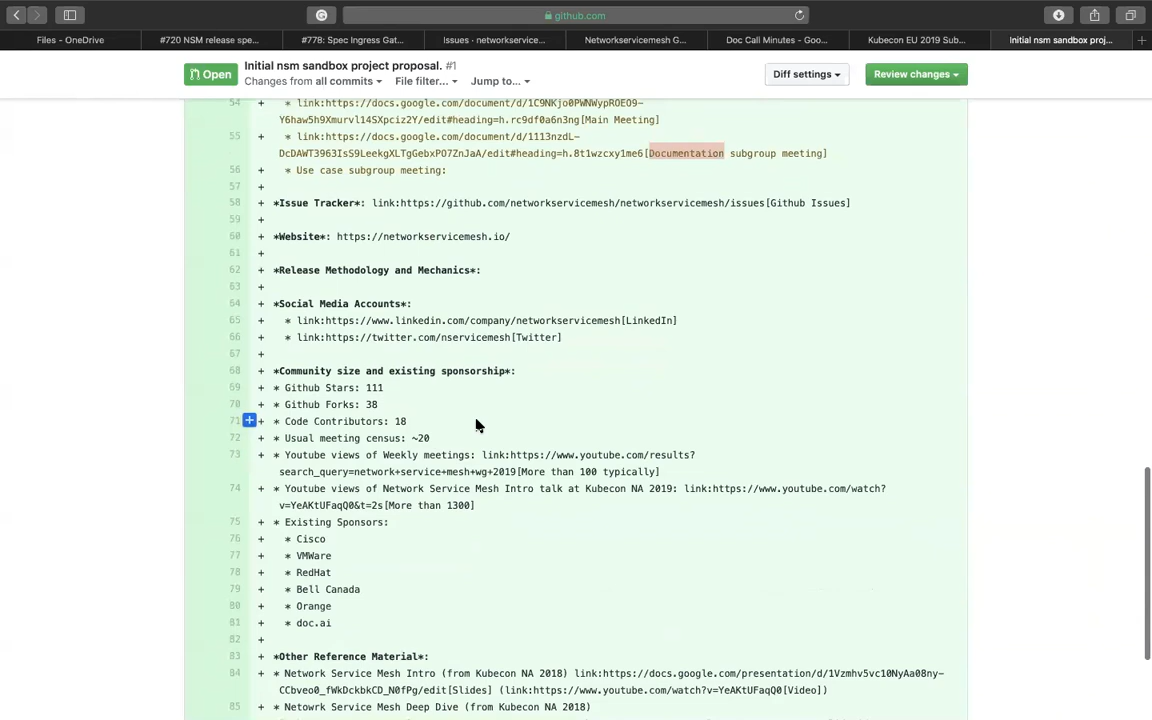 github.com
Files - OneDrive
#720 NSM release spe...
#778: Spec Ingress Gat...
Issues · networkservice...
Networkservicemesh G...
Doc Call Minutes - Goo...
Kubecon EU 2019 Sub...
Initial nsm sandbox proj...
Open
Initial nsm sandbox project proposal. #1
Changes from all commits
File filter...
Jump to...
Diff settings
Review changes
54 + * link:https://docs.google.com/document/d/1C9NKjo0PWNWypROEO9-
Y6haw5h9Xmurvl14SXpciz2Y/edit#heading=h.rc9df0a6n3ng[Main Meeting]
55 + * link:https://docs.google.com/document/d/1113nzdL-
DcDAWT3963IsS9LeekgXLTgGebxPO7ZnJaA/edit#heading=h.8t1wzcxy1me6[Documentation subgroup meeting]
56 + * Use case subgroup meeting:
57 +
58 + *Issue Tracker*: link:https://github.com/networkservicemesh/networkservicemesh/issues[Github Issues]
59 +
60 + *Website*: https://networkservicemesh.io/
61 +
62 + *Release Methodology and Mechanics*:
63 +
64 + *Social Media Accounts*:
65 + * link:https://www.linkedin.com/company/networkservicemesh[LinkedIn]
66 + * link:https://twitter.com/nservicemesh[Twitter]
67 +
68 + *Community size and existing sponsorship*:
69 + * Github Stars: 111
70 + * Github Forks: 38
71 + * Code Contributors: 18
72 + * Usual meeting census: ~20
73 + * Youtube views of Weekly meetings: link:https://www.youtube.com/results?
search_query=network+service+mesh+wg+2019[More than 100 typically]
74 + * Youtube views of Network Service Mesh Intro talk at Kubecon NA 2019: link:https://www.youtube.com/watch?
v=YeAKtUFaqQ0&t=2s[More than 1300]
75 + * Existing Sponsors:
76 + * Cisco
77 + * VMWare
78 + * RedHat
79 + * Bell Canada
80 + * Orange
81 + * doc.ai
82 +
83 + *Other Reference Material*:
84 + * Network Service Mesh Intro (from Kubecon NA 2018) link:https://docs.google.com/presentation/d/1Vzmhv5vc10NyAa08ny-
CCbveo0_fWkDckbkCD_N0fPg/edit[Slides] (link:https://www.youtube.com/watch?v=YeAKtUFaqQ0[Video])
85 + * Netowrk Service Mesh Deep Dive (from Kubecon NA 2018)